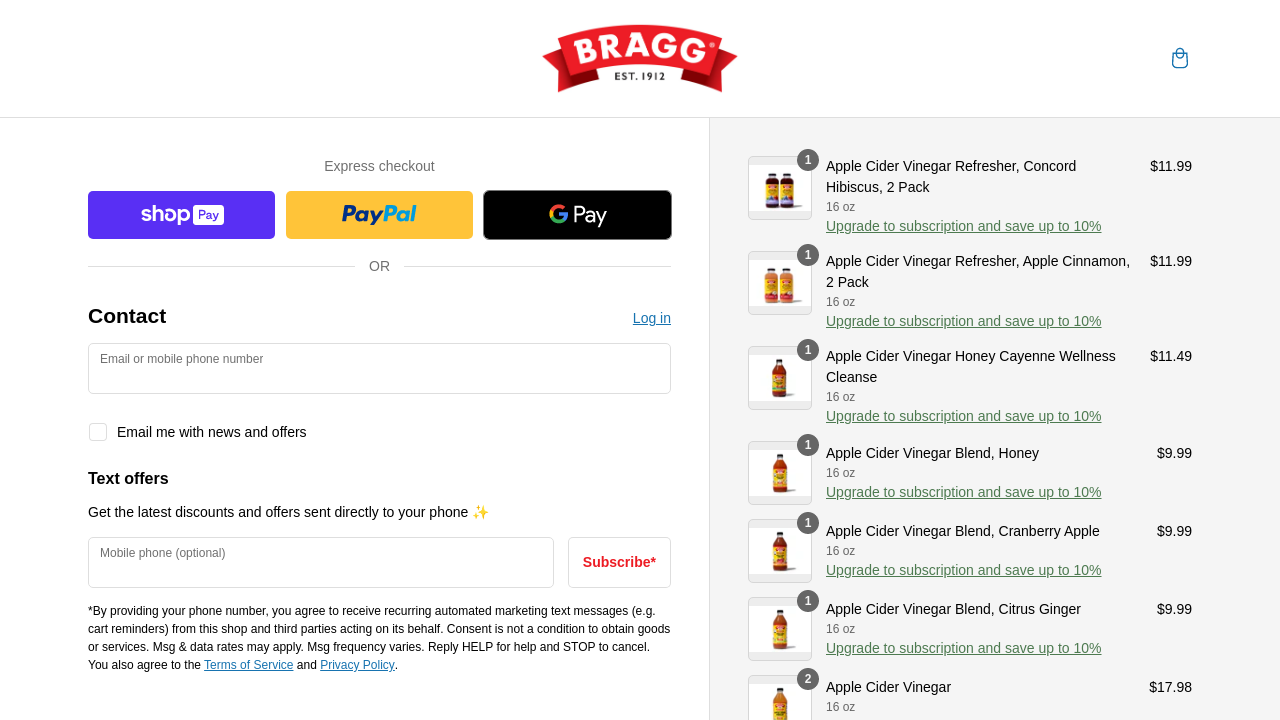 BRAGG®
EST. 1912
Express checkout
shop Pay
PayPal
G Pay
OR
Contact
Log in
Email or mobile phone number
Email me with news and offers
Text offers
Get the latest discounts and offers sent directly to your phone ✨
Mobile phone (optional)
Subscribe*
*By providing your phone number, you agree to receive recurring automated marketing text messages (e.g.
cart reminders) from this shop and third parties acting on its behalf. Consent is not a condition to obtain goods
or services. Msg & data rates may apply. Msg frequency varies. Reply HELP for help and STOP to cancel.
You also agree to the Terms of Service and Privacy Policy.
1
Apple Cider Vinegar Refresher, Concord
Hibiscus, 2 Pack
16 oz
Upgrade to subscription and save up to 10%
$11.99
1
Apple Cider Vinegar Refresher, Apple Cinnamon,
2 Pack
16 oz
Upgrade to subscription and save up to 10%
$11.99
1
Apple Cider Vinegar Honey Cayenne Wellness
Cleanse
16 oz
Upgrade to subscription and save up to 10%
$11.49
1
Apple Cider Vinegar Blend, Honey
16 oz
Upgrade to subscription and save up to 10%
$9.99
1
Apple Cider Vinegar Blend, Cranberry Apple
16 oz
Upgrade to subscription and save up to 10%
$9.99
1
Apple Cider Vinegar Blend, Citrus Ginger
16 oz
Upgrade to subscription and save up to 10%
$9.99
2
Apple Cider Vinegar
16 oz
$17.98